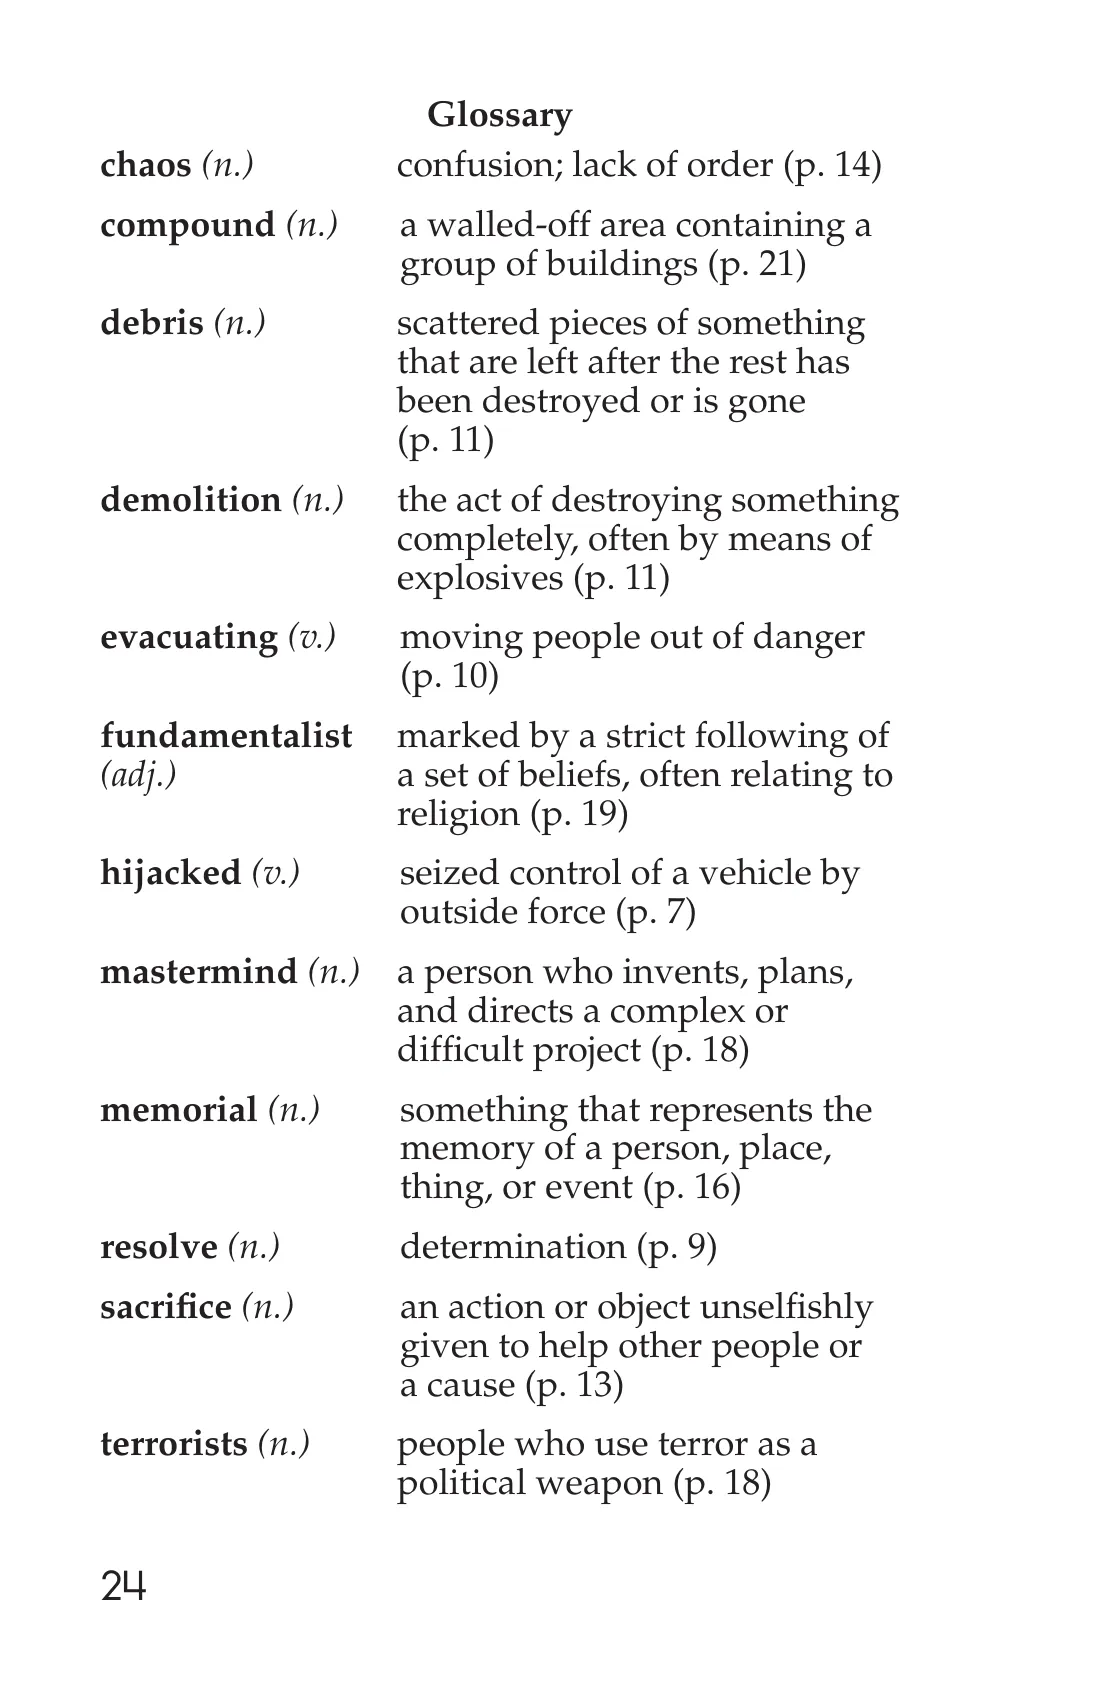 Glossary
chaos (n.) confusion; lack of order (p. 14)
compound (n.) a walled-off area containing a
group of buildings (p. 21)
debris (n.) scattered pieces of something
that are left after the rest has
been destroyed or is gone
(p. 11)
demolition (n.) the act of destroying something
completely, often by means of
explosives (p. 11)
evacuating (v.) moving people out of danger
(p. 10)
fundamentalist marked by a strict following of
(adj.) a set of beliefs, often relating to
religion (p. 19)
hijacked (v.) seized control of a vehicle by
outside force (p. 7)
mastermind (n.) a person who invents, plans,
and directs a complex or
difficult project (p. 18)
memorial (n.) something that represents the
memory of a person, place,
thing, or event (p. 16)
resolve (n.) determination (p. 9)
sacrifice (n.) an action or object unselfishly
given to help other people or
a cause (p. 13)
terrorists (n.) people who use terror as a
political weapon (p. 18)
24